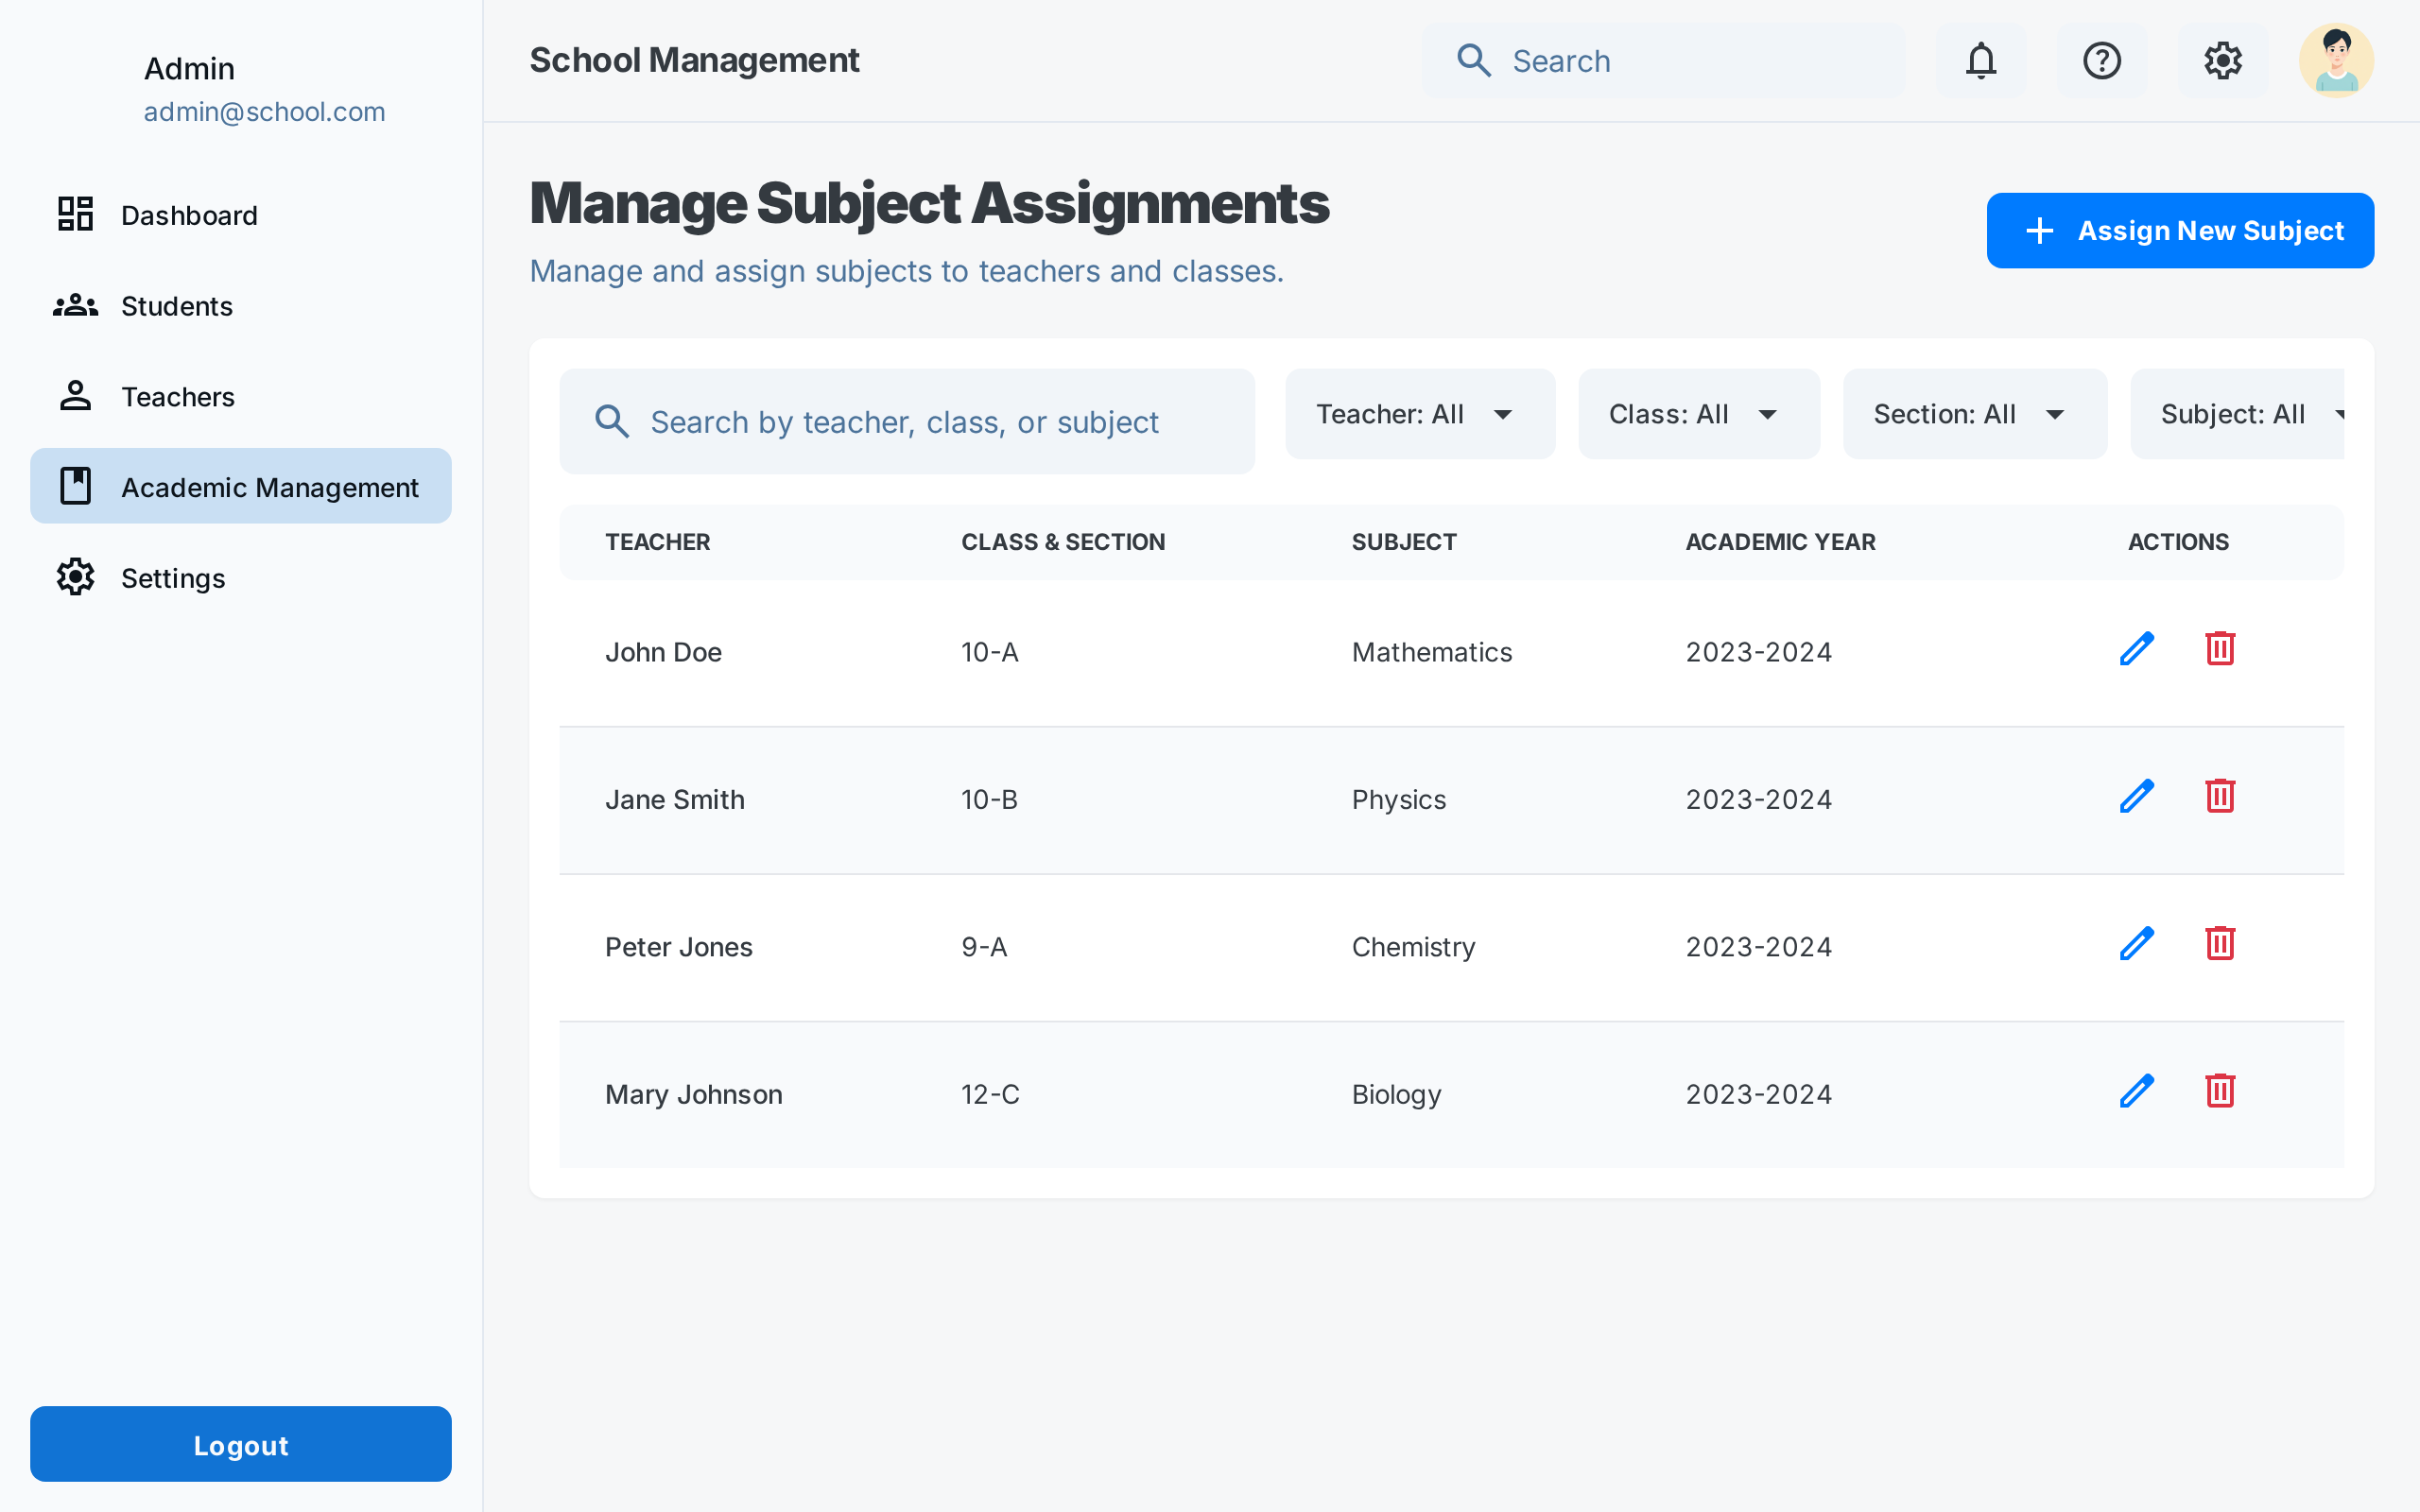 Admin
admin@school.com
Dashboard
Students
Teachers
Academic Management
Settings
Logout
School Management
Search
Manage Subject Assignments
Manage and assign subjects to teachers and classes.
Assign New Subject
Search by teacher, class, or subject
Teacher: All
Class: All
Section: All
Subject: All
TEACHER CLASS & SECTION SUBJECT ACADEMIC YEAR ACTIONS
John Doe 10-A Mathematics 2023-2024
Jane Smith 10-B Physics 2023-2024
Peter Jones 9-A Chemistry 2023-2024
Mary Johnson 12-C Biology 2023-2024